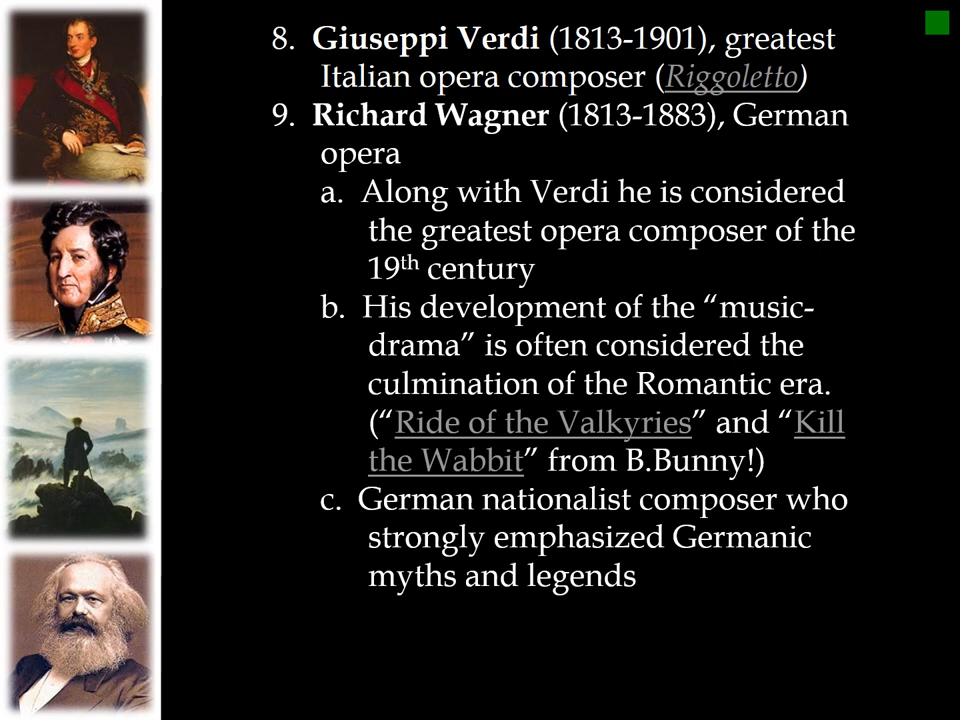 8. Giuseppi Verdi (1813-1901), greatest
Italian opera composer (Riggoletto)
9. Richard Wagner (1813-1883), German
opera
a. Along with Verdi he is considered
the greatest opera composer of the
19th century
b. His development of the “music-
drama” is often considered the
culmination of the Romantic era.
(“Ride of the Valkyries” and “Kill
the Wabbit” from B.Bunny!)
c. German nationalist composer who
strongly emphasized Germanic
myths and legends